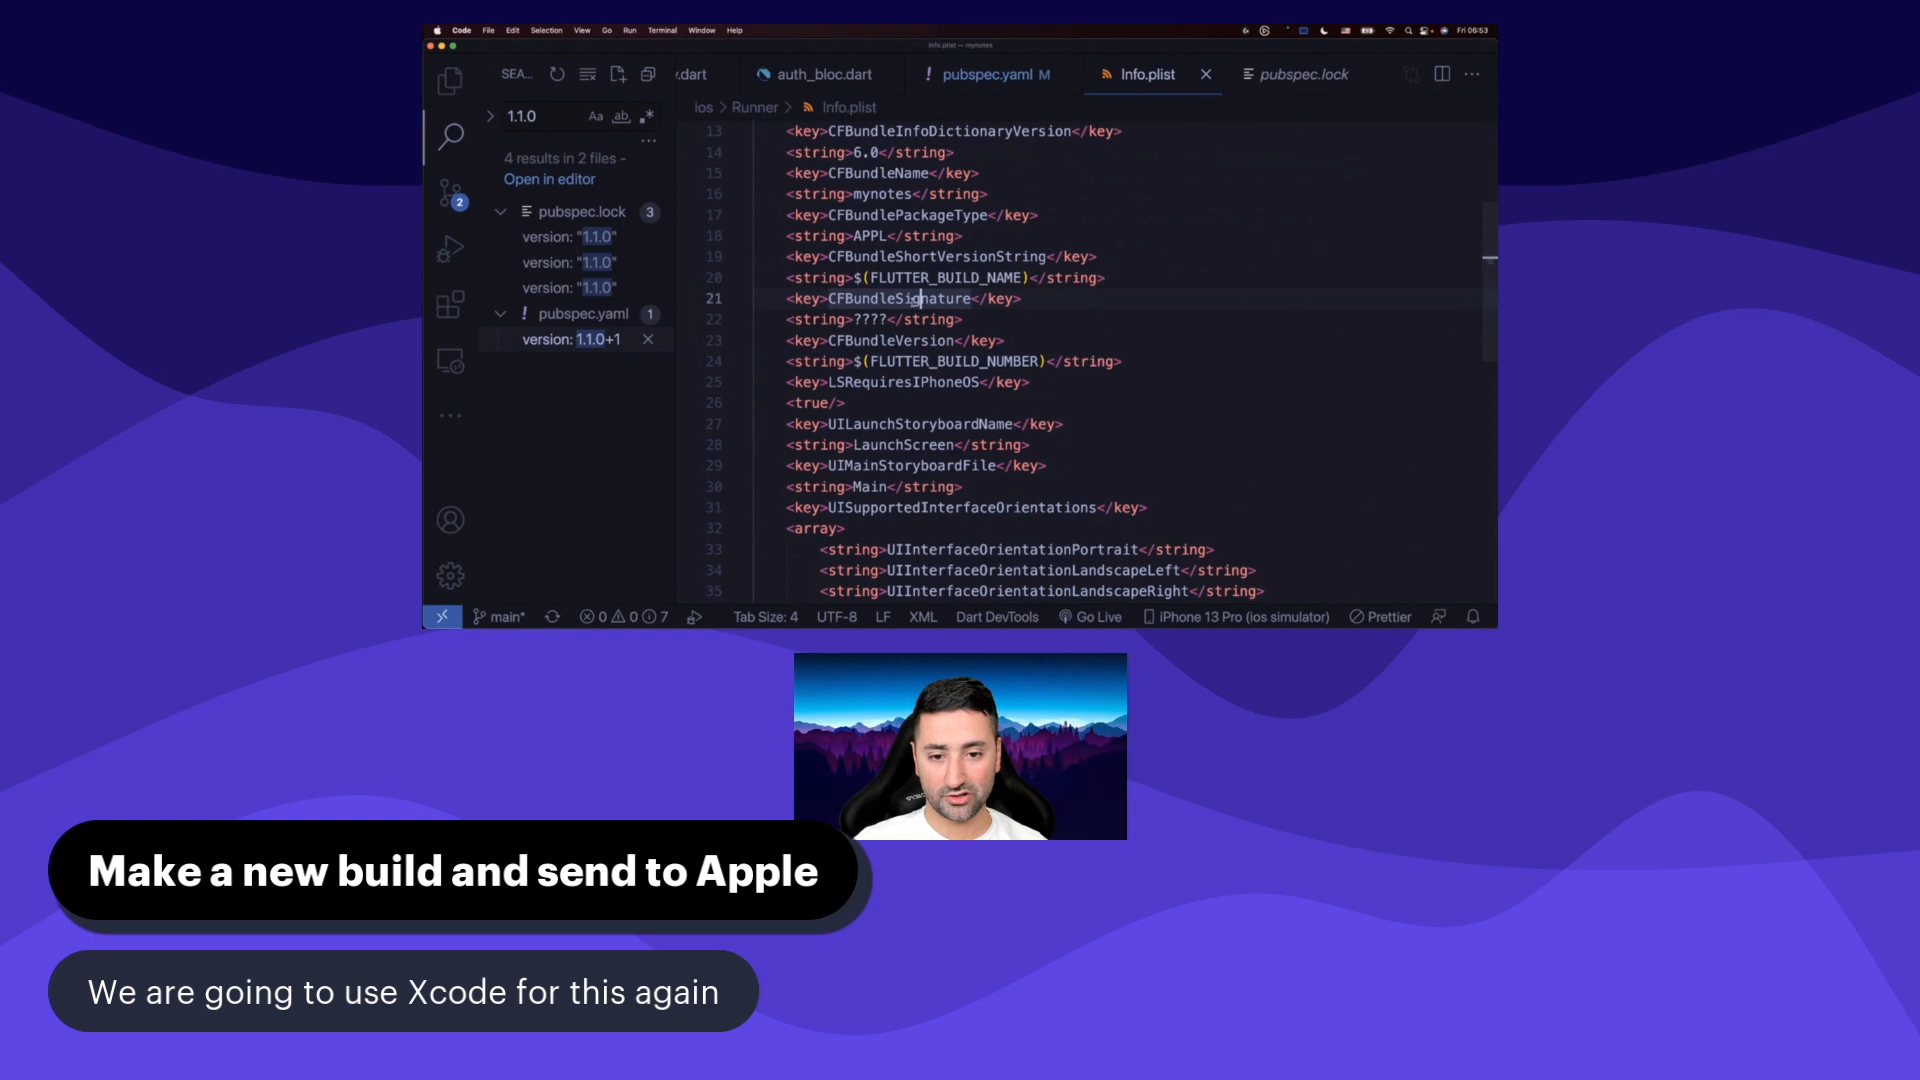 Code File Edit Selection View Go Run Terminal Window Help Fri 06:53
Info.plist — mynotes
SEA... .dart auth_bloc.dart ! pubspec.yaml M Info.plist pubspec.lock
ios > Runner > Info.plist
1.1.0 Aa ab
4 results in 2 files -
Open in editor
pubspec.lock 3
version: "1.1.0"
version: "1.1.0"
version: "1.1.0"
! pubspec.yaml 1
version: 1.1.0+1
2
13 <key>CFBundleInfoDictionaryVersion</key>
14 <string>6.0</string>
15 <key>CFBundleName</key>
16 <string>mynotes</string>
17 <key>CFBundlePackageType</key>
18 <string>APPL</string>
19 <key>CFBundleShortVersionString</key>
20 <string>$(FLUTTER_BUILD_NAME)</string>
21 <key>CFBundleSignature</key>
22 <string>????</string>
23 <key>CFBundleVersion</key>
24 <string>$(FLUTTER_BUILD_NUMBER)</string>
25 <key>LSRequiresIPhoneOS</key>
26 <true/>
27 <key>UILaunchStoryboardName</key>
28 <string>LaunchScreen</string>
29 <key>UIMainStoryboardFile</key>
30 <string>Main</string>
31 <key>UISupportedInterfaceOrientations</key>
32 <array>
33 <string>UIInterfaceOrientationPortrait</string>
34 <string>UIInterfaceOrientationLandscapeLeft</string>
35 <string>UIInterfaceOrientationLandscapeRight</string>
main* 0 0 7 Tab Size: 4 UTF-8 LF XML Dart DevTools Go Live iPhone 13 Pro (ios simulator) Prettier
Make a new build and send to Apple
We are going to use Xcode for this again